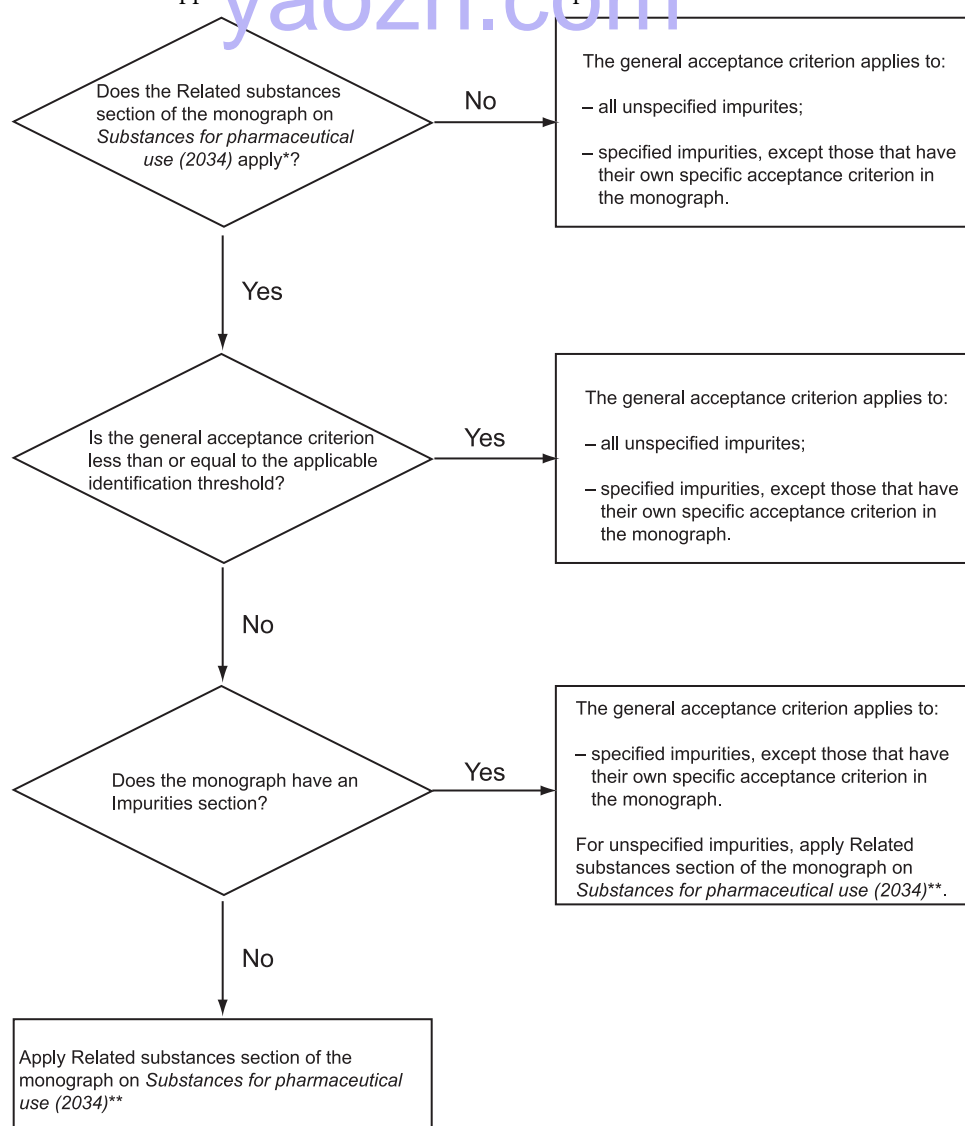 yaozh.com
Does the Related substances
section of the monograph on
Substances for pharmaceutical
use (2034) apply*?
No
The general acceptance criterion applies to:
– all unspecified impurites;
– specified impurities, except those that have
their own specific acceptance criterion in
the monograph.
Yes
Is the general acceptance criterion
less than or equal to the applicable
identification threshold?
Yes
The general acceptance criterion applies to:
– all unspecified impurites;
– specified impurities, except those that have
their own specific acceptance criterion in
the monograph.
No
Does the monograph have an
Impurities section?
Yes
The general acceptance criterion applies to:
– specified impurities, except those that have
their own specific acceptance criterion in
the monograph.
For unspecified impurities, apply Related
substances section of the monograph on
Substances for pharmaceutical use (2034)**.
No
Apply Related substances section of the
monograph on Substances for pharmaceutical
use (2034)**